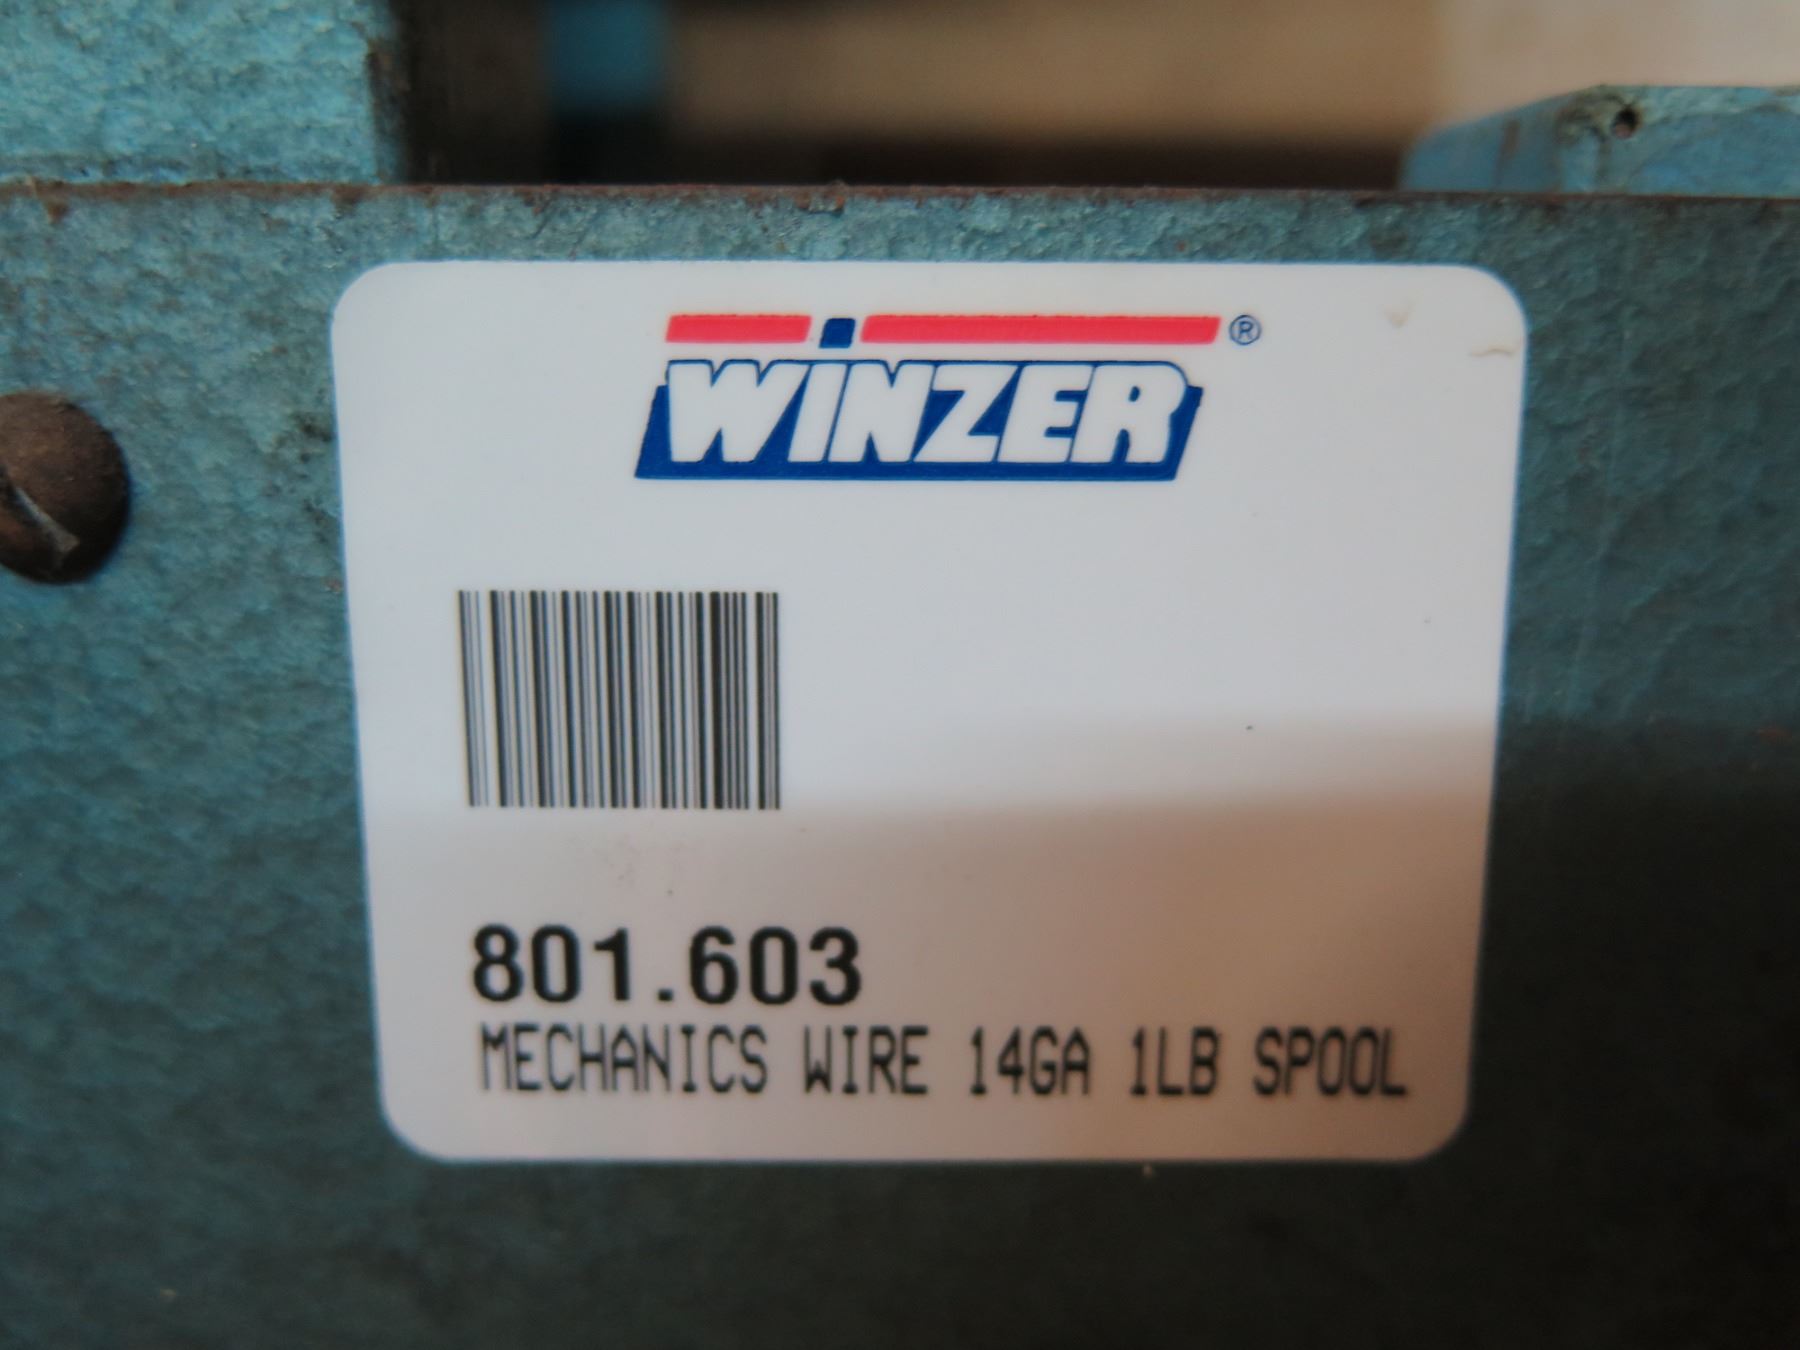 WINZER®
801.603
MECHANICS WIRE 14GA 1LB SPOOL